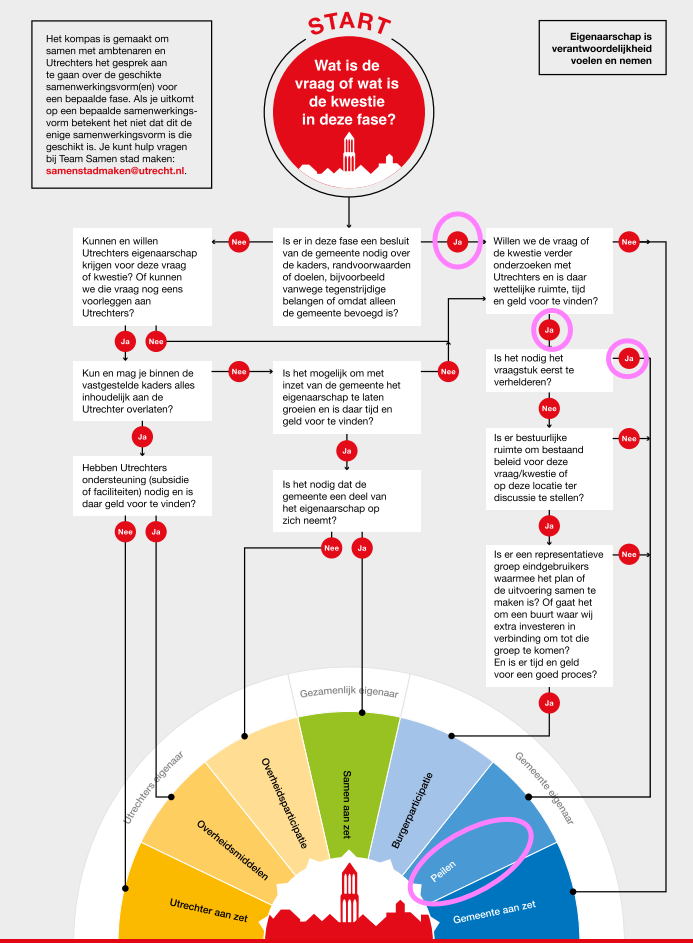 START
Wat is de
vraag of wat is
de kwestie
in deze fase?
Het kompas is gemaakt om
samen met ambtenaren en
Utrechters het gesprek aan
te gaan over de geschikte
samenwerkingsvorm(en) voor
een bepaalde fase. Als je uitkomt
op een bepaalde samenwerkings-
vorm betekent het niet dat dit de
enige samenwerkingsvorm is die
geschikt is. Je kunt hulp vragen
bij Team Samen stad maken:
samenstadmaken@utrecht.nl.
Eigenaarschap is
verantwoordelijkheid
voelen en nemen
Kunnen en willen
Utrechters eigenaarschap
krijgen voor deze vraag
of kwestie? Of kunnen
we die vraag nog eens
voorleggen aan
Utrechters?
Nee
Is er in deze fase een besluit
van de gemeente nodig over
de kaders, randvoorwaarden
of doelen, bijvoorbeeld
vanwege tegenstrijdige
belangen of omdat alleen
de gemeente bevoegd is?
Ja
Willen we de vraag of
de kwestie verder
onderzoeken met
Utrechters en is daar
wettelijke ruimte, tijd
en geld voor te vinden?
Nee
Ja
Nee
Ja
Kun en mag je binnen de
vastgestelde kaders alles
inhoudelijk aan de
Utrechter overlaten?
Nee
Is het mogelijk om met
inzet van de gemeente het
eigenaarschap te laten
groeien en is daar tijd en
geld voor te vinden?
Nee
Is het nodig het
vraagstuk eerst te
verhelderen?
Ja
Nee
Ja
Ja
Hebben Utrechters
ondersteuning (subsidie
of faciliteiten) nodig en is
daar geld voor te vinden?
Is het nodig dat de
gemeente een deel van
het eigenaarschap op
zich neemt?
Is er bestuurlijke
ruimte om bestaand
beleid voor deze
vraag/kwestie of
op deze locatie ter
discussie te stellen?
Nee
Nee
Ja
Nee
Ja
Ja
Is er een representatieve
groep eindgebruikers
waarmee het plan of
de uitvoering samen te
maken is? Of gaat het
om een buurt waar wij
extra investeren in
verbinding om tot die
groep te komen?
En is er tijd en geld
voor een goed proces?
Nee
Ja
Utrechters eigenaar
Gezamenlijk eigenaar
Gemeente eigenaar
Utrechter aan zet
Overheidsmiddelen
Overheidsparticipatie
Samen aan zet
Burgerparticipatie
Peilen
Gemeente aan zet